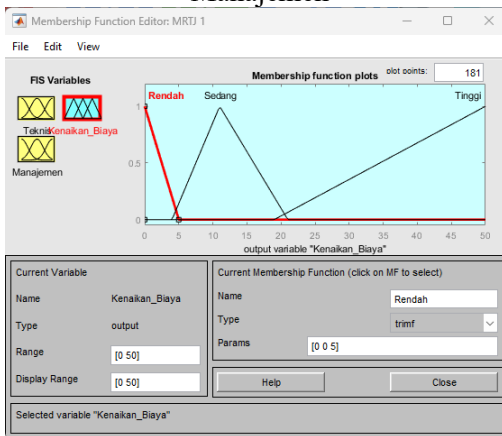 Manajemen
Membership Function Editor: MRTJ 1
File Edit View
FIS Variables
Membership function plots
plot points:
181
Teknis
Kenaikan_Biaya
Manajemen
Rendah
Sedang
Tinggi
1
0.5
0
0 5 10 15 20 25 30 35 40 45 50
output variable "Kenaikan_Biaya"
Current Variable
Name Kenaikan_Biaya
Type output
Range [0 50]
Display Range [0 50]
Current Membership Function (click on MF to select)
Name Rendah
Type trimf
Params [0 0 5]
Help Close
Selected variable "Kenaikan_Biaya"